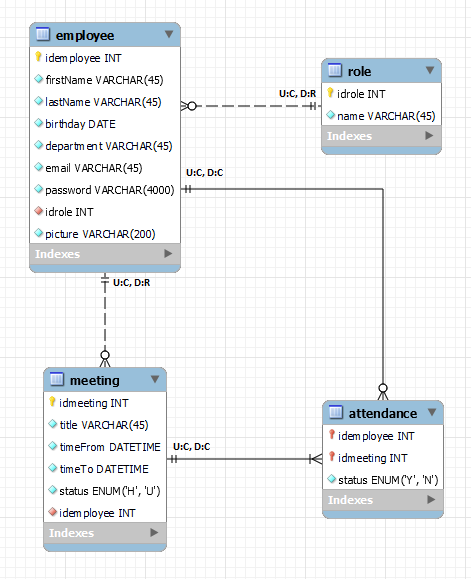 employee
idemployee INT
firstName VARCHAR(45)
lastName VARCHAR(45)
birthday DATE
department VARCHAR(45)
email VARCHAR(45)
password VARCHAR(4000)
idrole INT
picture VARCHAR(200)
Indexes
role
idrole INT
name VARCHAR(45)
Indexes
U:C, D:R
U:C, D:C
U:C, D:R
meeting
idmeeting INT
title VARCHAR(45)
timeFrom DATETIME
timeTo DATETIME
status ENUM('H', 'U')
idemployee INT
Indexes
U:C, D:C
attendance
idemployee INT
idmeeting INT
status ENUM('Y', 'N')
Indexes